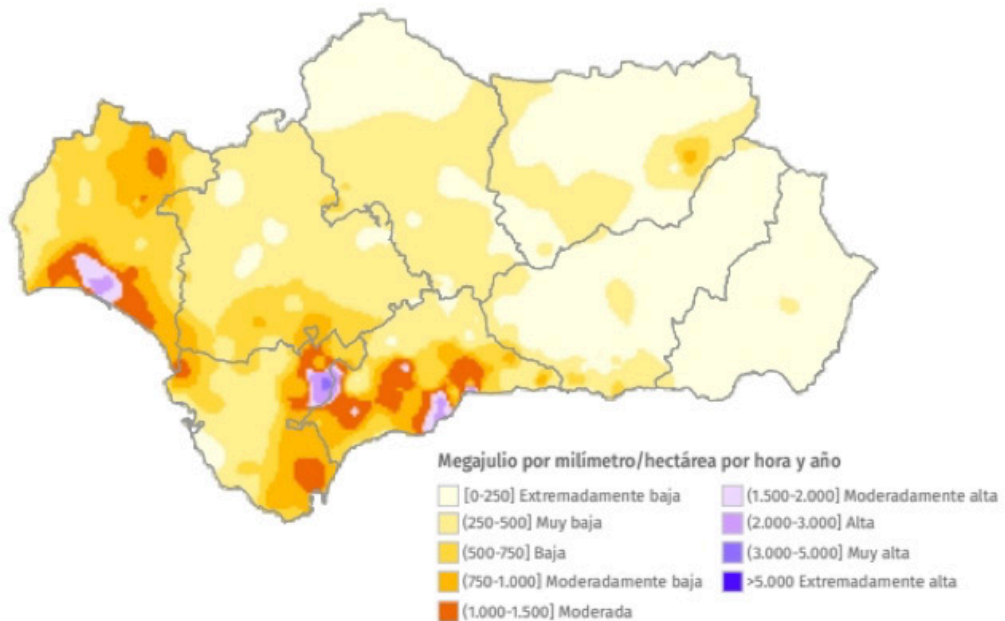 Megajulio por milímetro/hectárea por hora y año
[0-250] Extremadamente baja
(250-500] Muy baja
(500-750] Baja
(750-1.000] Moderadamente baja
(1.000-1.500] Moderada
(1.500-2.000] Moderadamente alta
(2.000-3.000] Alta
(3.000-5.000] Muy alta
>5.000 Extremadamente alta